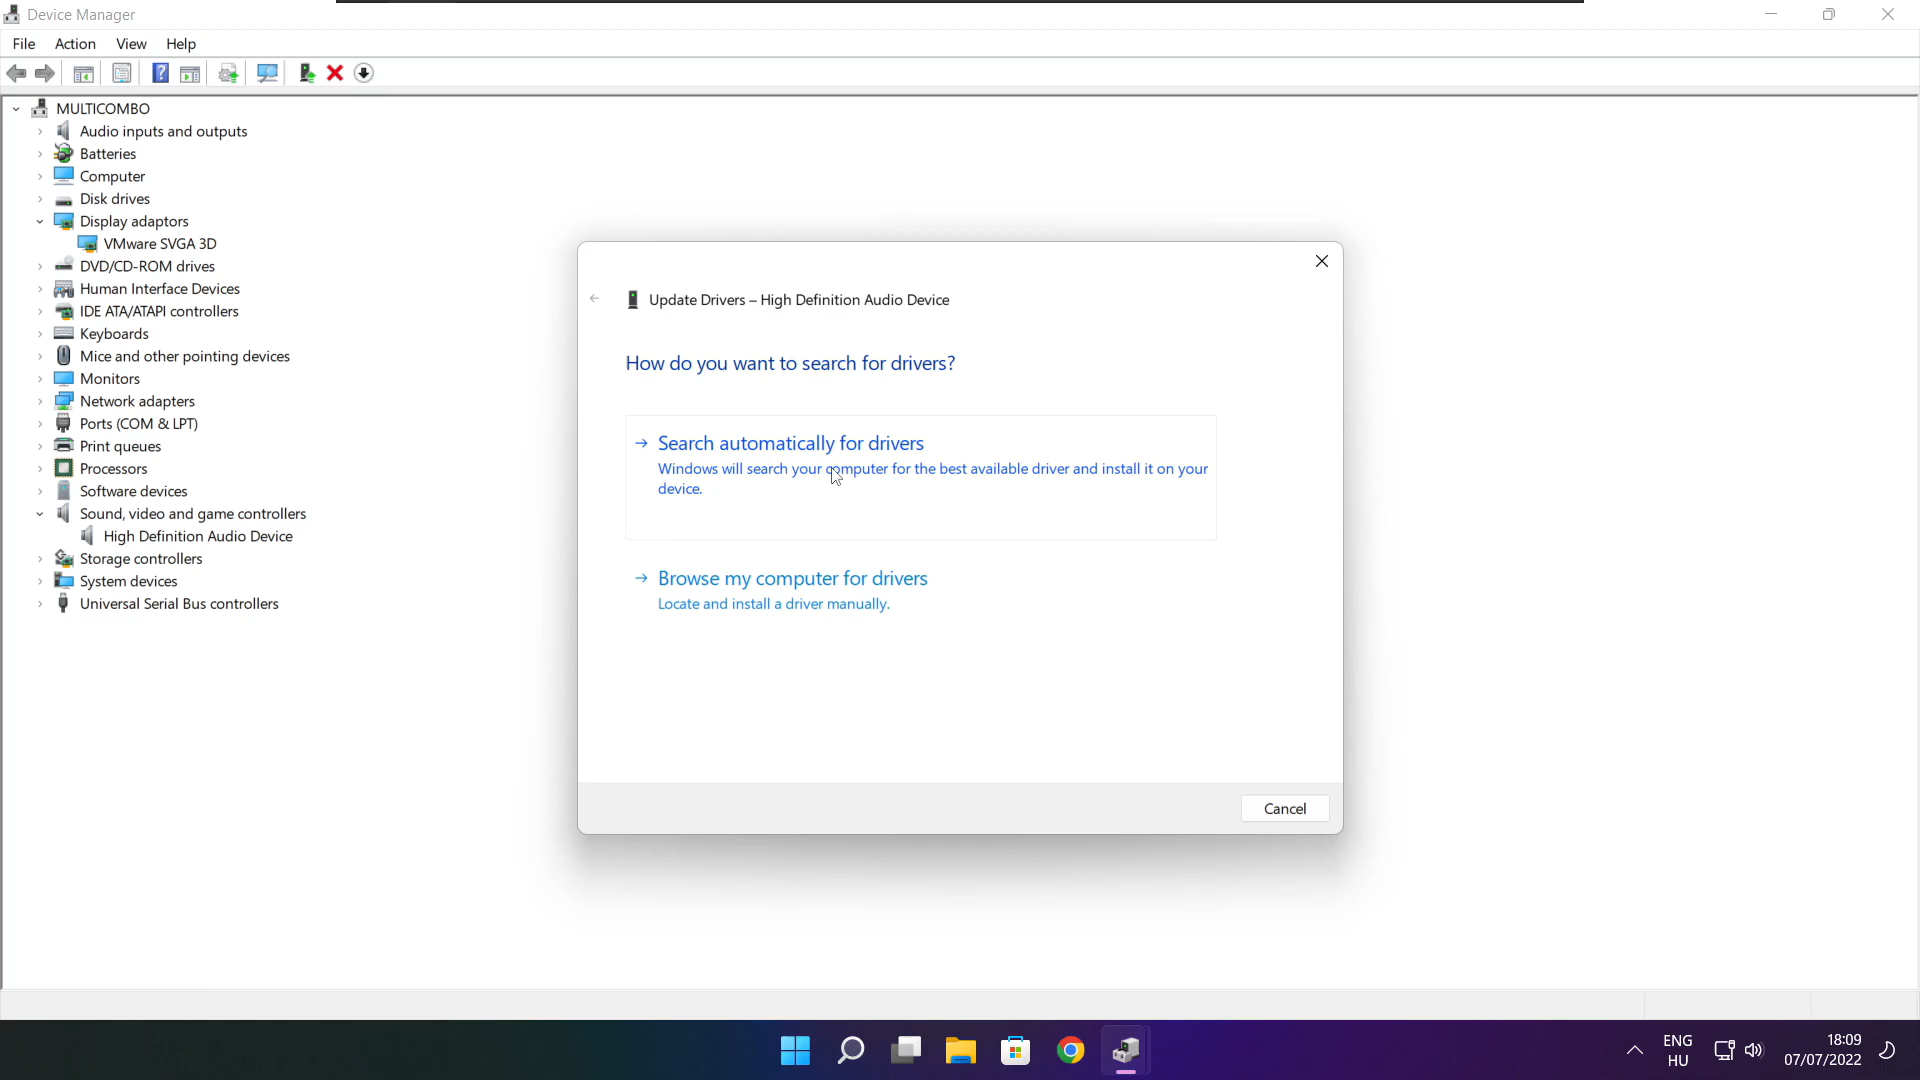 Device Manager
File Action View Help
MULTICOMBO
Audio inputs and outputs
Batteries
Computer
Disk drives
Display adaptors
VMware SVGA 3D
DVD/CD-ROM drives
Human Interface Devices
IDE ATA/ATAPI controllers
Keyboards
Mice and other pointing devices
Monitors
Network adapters
Ports (COM & LPT)
Print queues
Processors
Software devices
Sound, video and game controllers
High Definition Audio Device
Storage controllers
System devices
Universal Serial Bus controllers
Update Drivers – High Definition Audio Device
How do you want to search for drivers?
Search automatically for drivers
Windows will search your computer for the best available driver and install it on your
device.
Browse my computer for drivers
Locate and install a driver manually.
Cancel
ENG
HU
18:09
07/07/2022